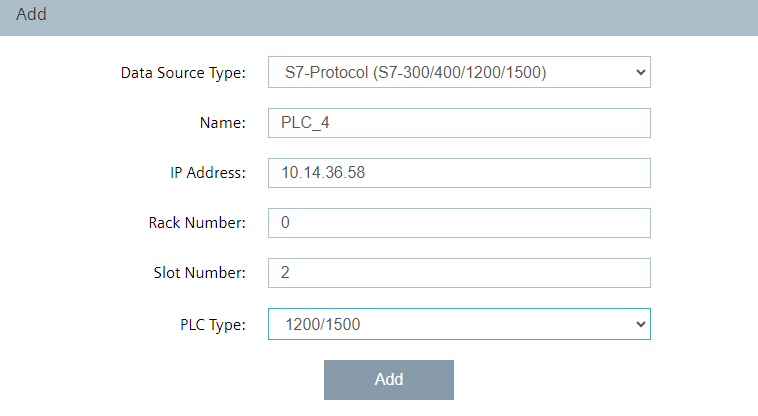 Add
Data Source Type: S7-Protocol (S7-300/400/1200/1500)
Name: PLC_4
IP Address: 10.14.36.58
Rack Number: 0
Slot Number: 2
PLC Type: 1200/1500
Add